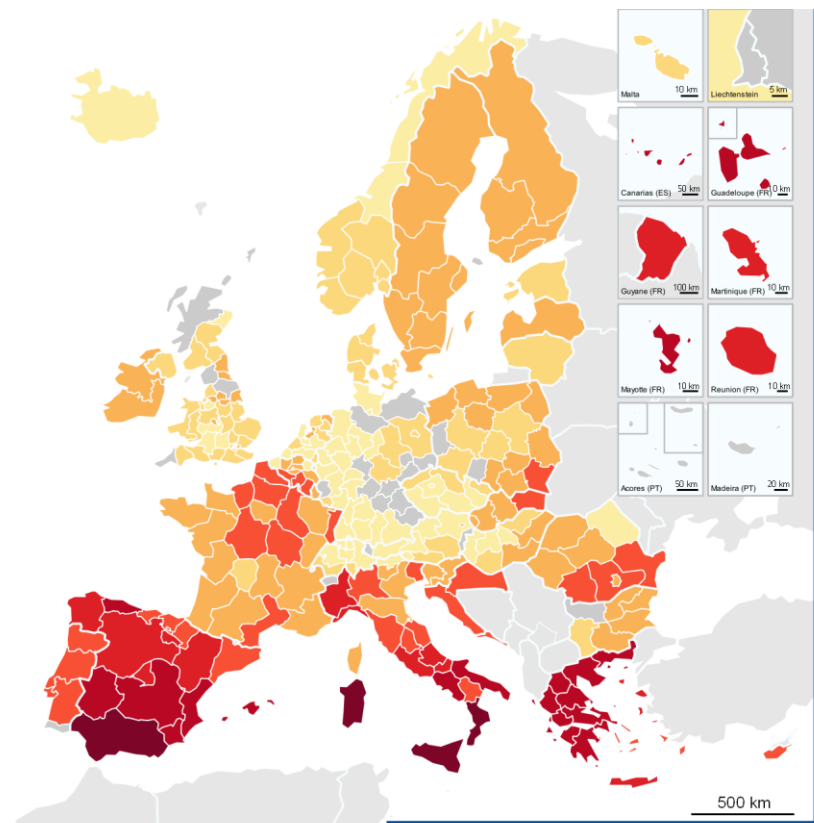 Malta
10 km
Liechtenstein
5 km
Canarias (ES)
50 km
Guadeloupe (FR)
10 km
Guyane (FR)
100 km
Martinique (FR)
10 km
Mayotte (FR)
10 km
Reunion (FR)
10 km
Acores (PT)
50 km
Madeira (PT)
20 km
500 km